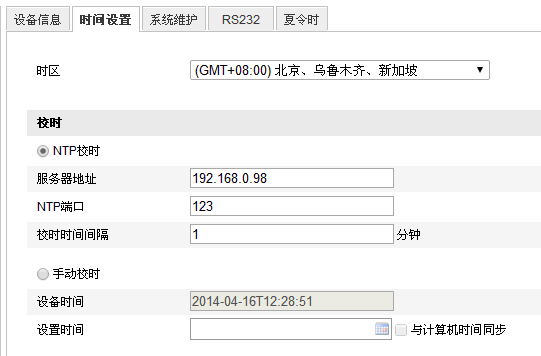 设备信息 时间设置 系统维护 RS232 夏令时
时区 (GMT+08:00) 北京、乌鲁木齐、新加坡
校时
NTP校时
服务器地址 192.168.0.98
NTP端口 123
校时时间间隔 1 分钟
手动校时
设备时间 2014-04-16T12:28:51
设置时间 与计算机时间同步